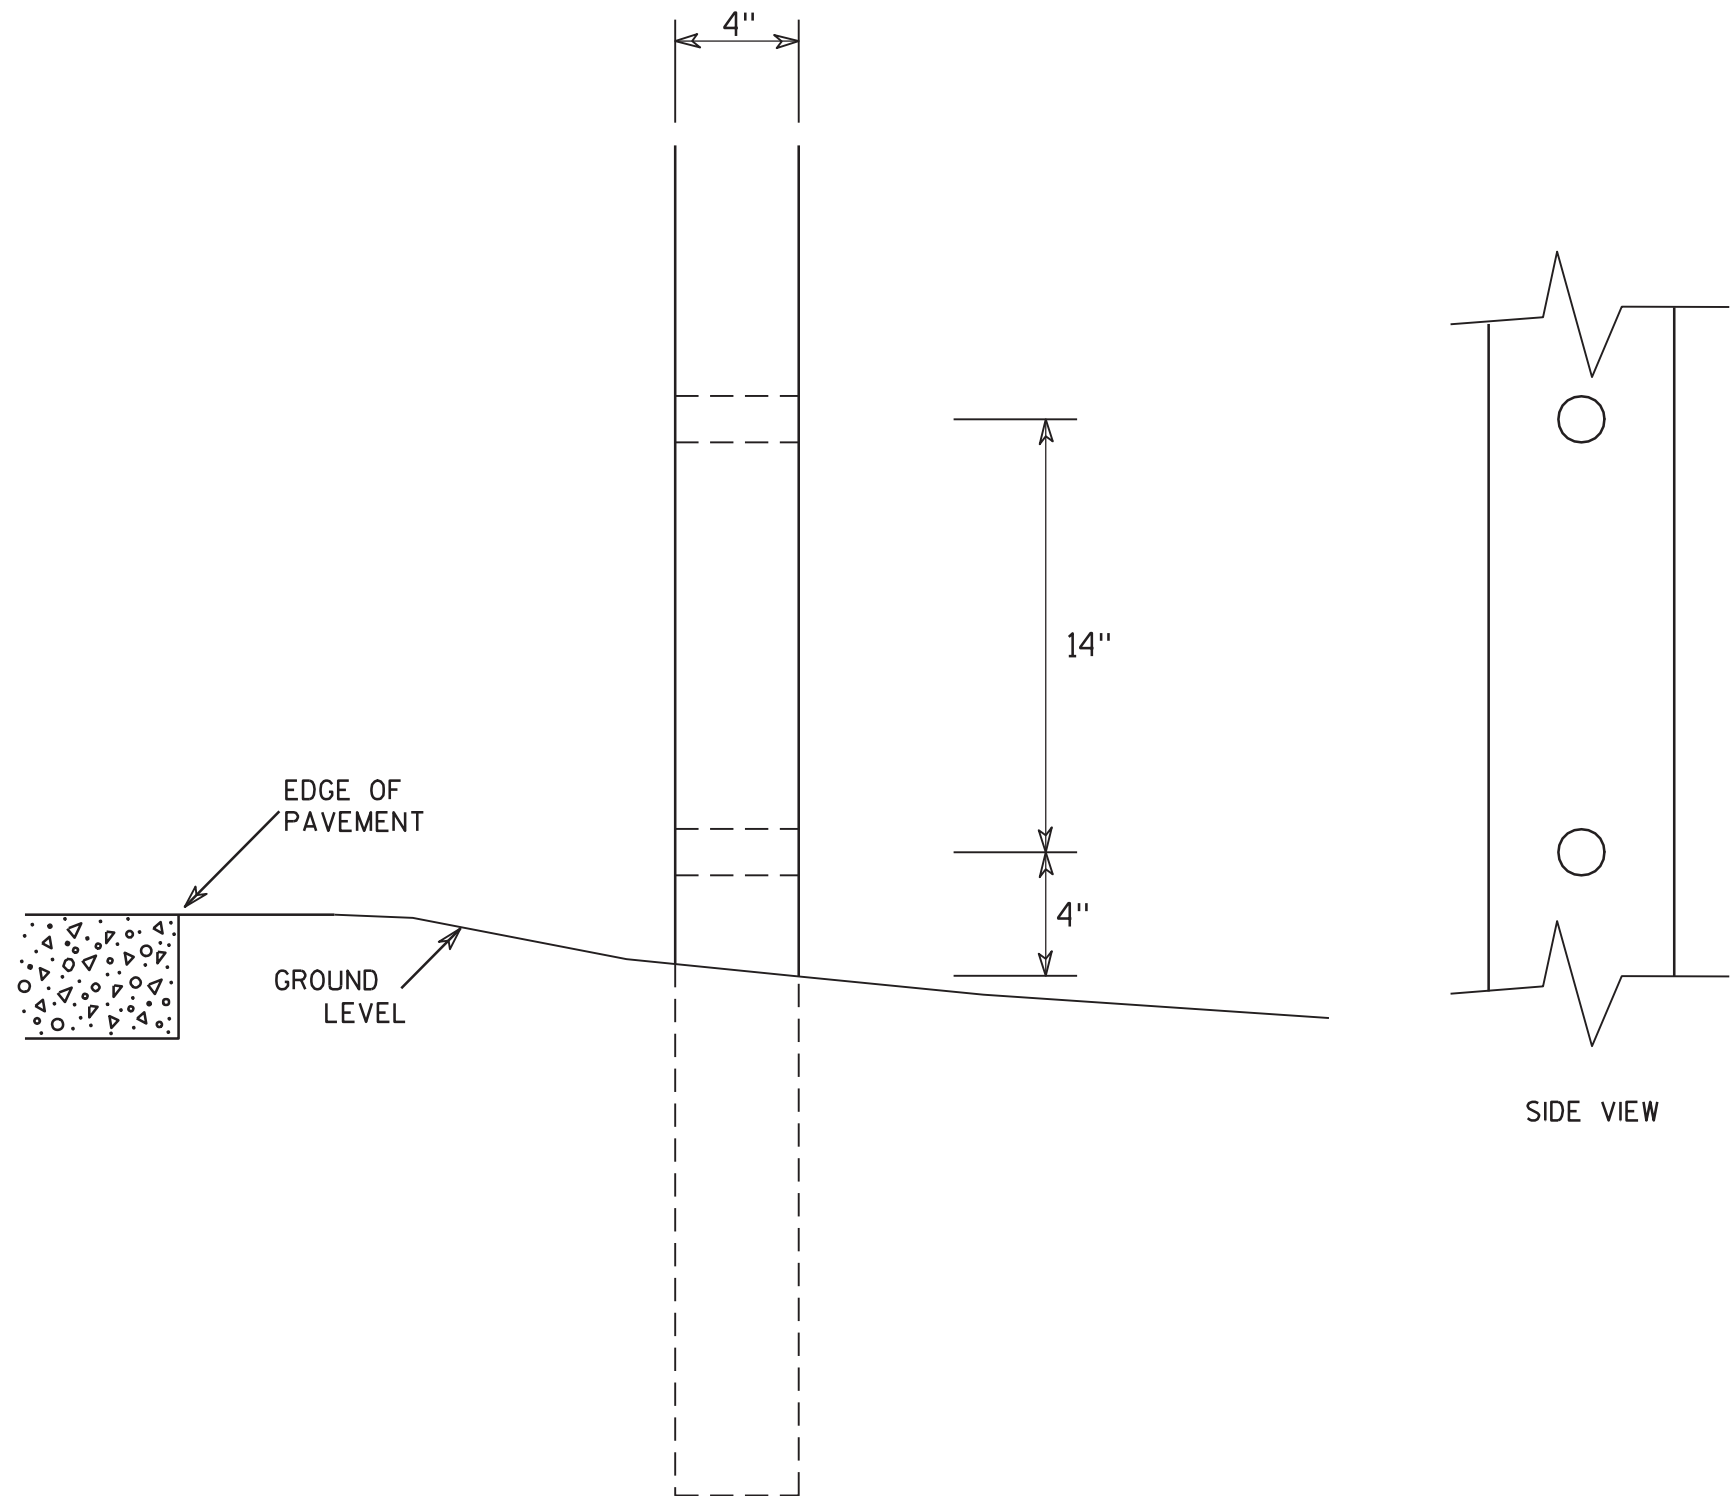 4"
14"
EDGE OF
PAVEMENT
4"
GROUND
LEVEL
SIDE VIEW